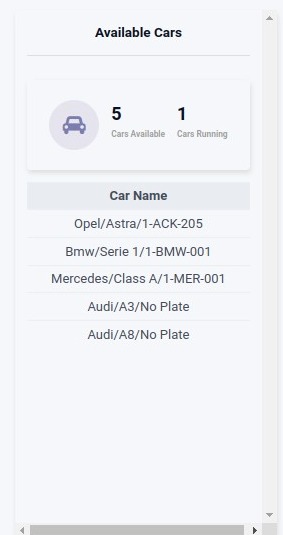 Available Cars
5 1
Cars Available Cars Running
Car Name
Opel/Astra/1-ACK-205
Bmw/Serie 1/1-BMW-001
Mercedes/Class A/1-MER-001
Audi/A3/No Plate
Audi/A8/No Plate